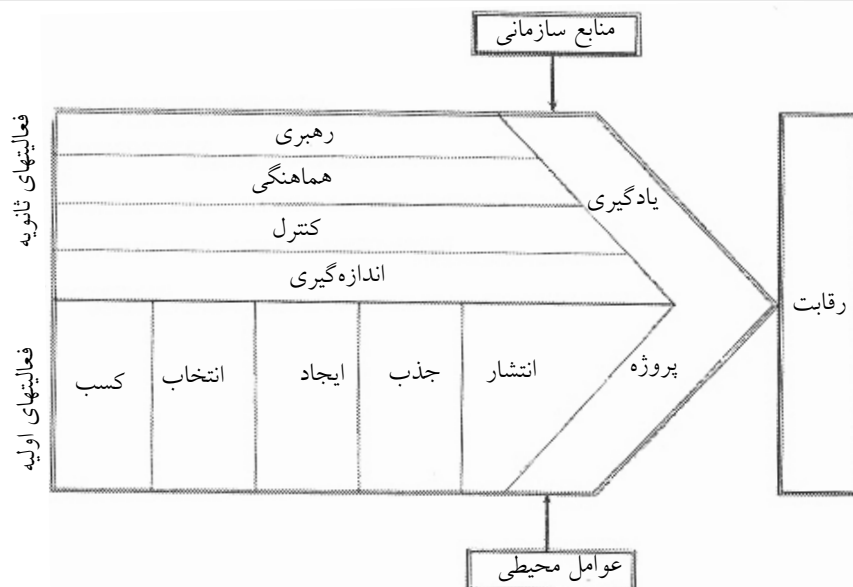 منابع سازمانی
فعالیتهای ثانویه
رهبری
هماهنگی
کنترل
اندازه‌گیری
یادگیری
رقابت
فعالیتهای اولیه
پروژه
انتشار
جذب
ایجاد
انتخاب
کسب
عوامل محیطی